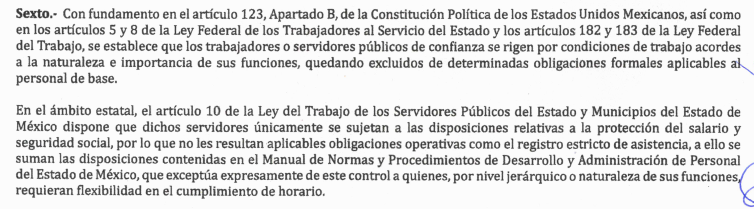 Sexto.- Con fundamento en el artículo 123, Apartado B, de la Constitución Política de los Estados Unidos Mexicanos, así como
en los artículos 5 y 8 de la Ley Federal de los Trabajadores al Servicio del Estado y los artículos 182 y 183 de la Ley Federal
del Trabajo, se establece que los trabajadores o servidores públicos de confianza se rigen por condiciones de trabajo acordes
a la naturaleza e importancia de sus funciones, quedando excluidos de determinadas obligaciones formales aplicables al
personal de base.
En el ámbito estatal, el artículo 10 de la Ley del Trabajo de los Servidores Públicos del Estado y Municipios del Estado de
México dispone que dichos servidores únicamente se sujetan a las disposiciones relativas a la protección del salario y
seguridad social, por lo que no les resultan aplicables obligaciones operativas como el registro estricto de asistencia, a ello se
suman las disposiciones contenidas en el Manual de Normas y Procedimientos de Desarrollo y Administración de Personal
del Estado de México, que exceptúa expresamente de este control a quienes, por nivel jerárquico o naturaleza de sus funciones,
requieran flexibilidad en el cumplimiento de horario.